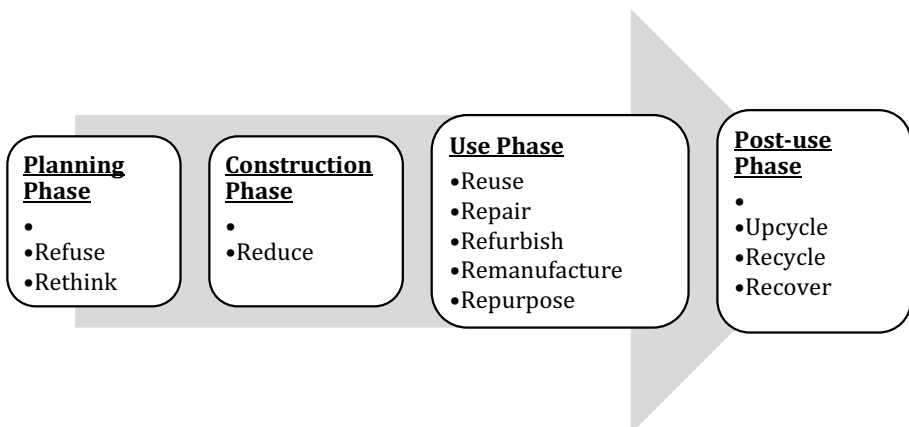 Planning
Phase
•
•Refuse
•Rethink
Construction
Phase
•
•Reduce
Use Phase
•Reuse
•Repair
•Refurbish
•Remanufacture
•Repurpose
Post-use
Phase
•
•Upcycle
•Recycle
•Recover